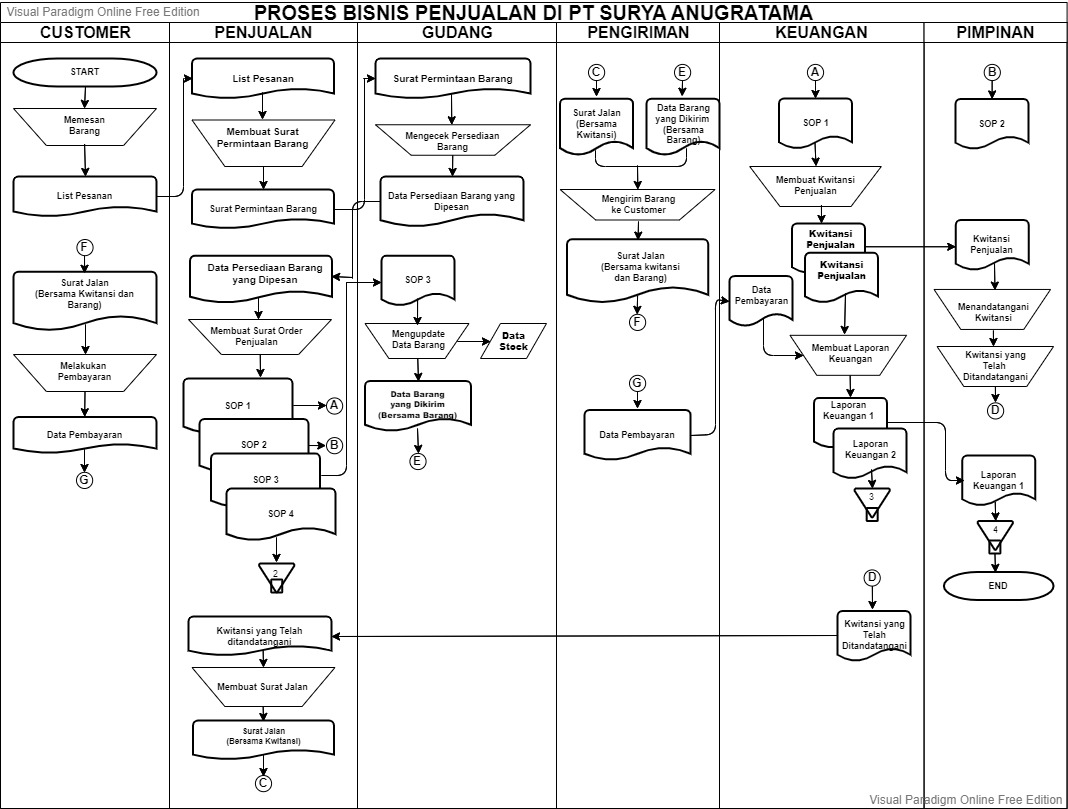 Visual Paradigm Online Free Edition
PROSES BISNIS PENJUALAN DI PT SURYA ANUGRATAMA
CUSTOMER
PENJUALAN
GUDANG
PENGIRIMAN
KEUANGAN
PIMPINAN
START
Memesan
Barang
List Pesanan
F
Surat Jalan
(Bersama Kwitansi dan
Barang)
Melakukan
Pembayaran
Data Pembayaran
G
List Pesanan
Membuat Surat
Permintaan Barang
Surat Permintaan Barang
Data Persediaan Barang
yang Dipesan
Membuat Surat Order
Penjualan
SOP 1
A
SOP 2
B
SOP 3
SOP 4
2
Kwitansi yang Telah
ditandatangani
Membuat Surat Jalan
Surat Jalan
(Bersama Kwitansi)
C
Surat Permintaan Barang
Mengecek Persediaan
Barang
Data Persediaan Barang yang
Dipesan
SOP 3
Mengupdate
Data Barang
Data
Stock
Data Barang
yang Dikirim
(Bersama Barang)
E
C
Surat Jalan
(Bersama
Kwitansi)
E
Data Barang
yang Dikirim
(Bersama
Barang)
Mengirim Barang
ke Customer
Surat Jalan
(Bersama kwitansi
dan Barang)
F
G
Data Pembayaran
A
SOP 1
Membuat Kwitansi
Penjualan
Kwitansi
Penjualan
Kwitansi
Penjualan
Data
Pembayaran
Membuat Laporan
Keuangan
Laporan
Keuangan 1
Laporan
Keuangan 2
3
D
Kwitansi yang
Telah
Ditandatangani
B
SOP 2
Kwitansi
Penjualan
Menandatangani
Kwitansi
Kwitansi yang
Telah
Ditandatangani
D
Laporan
Keuangan 1
4
END
Visual Paradigm Online Free Edition